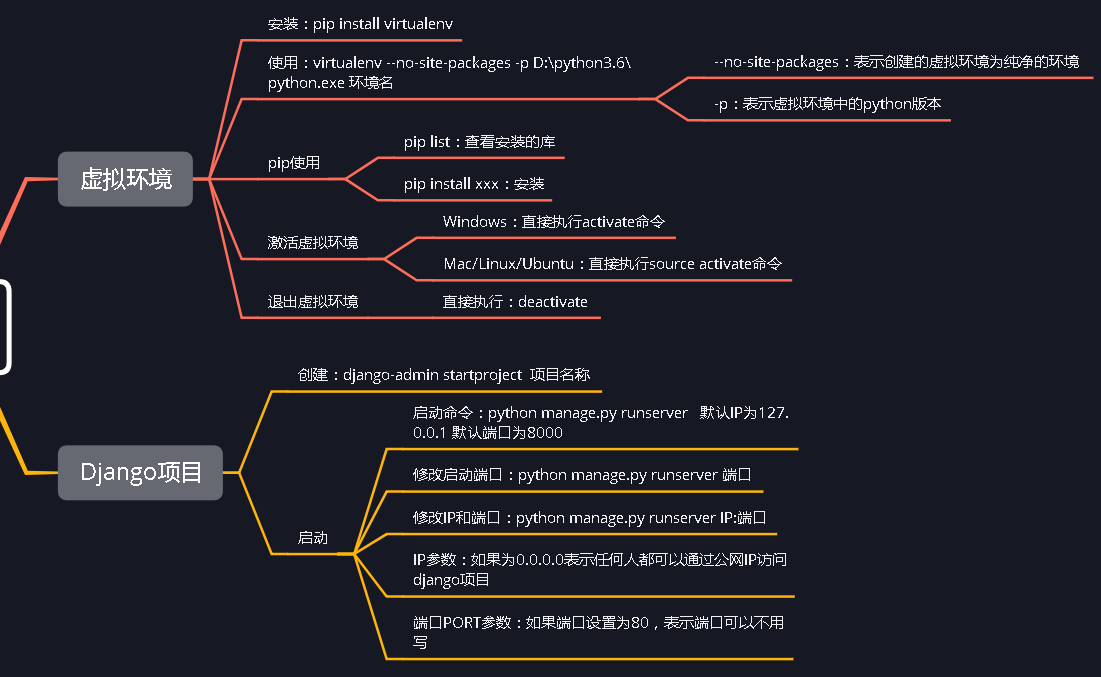 虚拟环境
安装：pip install virtualenv
使用：virtualenv --no-site-packages -p D:\python3.6\
python.exe 环境名
--no-site-packages：表示创建的虚拟环境为纯净的环境
-p：表示虚拟环境中的python版本
pip使用
pip list：查看安装的库
pip install xxx：安装
激活虚拟环境
Windows：直接执行activate命令
Mac/Linux/Ubuntu：直接执行source activate命令
退出虚拟环境
直接执行：deactivate
Django项目
创建：django-admin startproject  项目名称
启动
启动命令：python manage.py runserver   默认IP为127.
0.0.1 默认端口为8000
修改启动端口：python manage.py runserver 端口
修改IP和端口：python manage.py runserver IP:端口
IP参数：如果为0.0.0.0表示任何人都可以通过公网IP访问
django项目
端口PORT参数：如果端口设置为80，表示端口可以不用
写